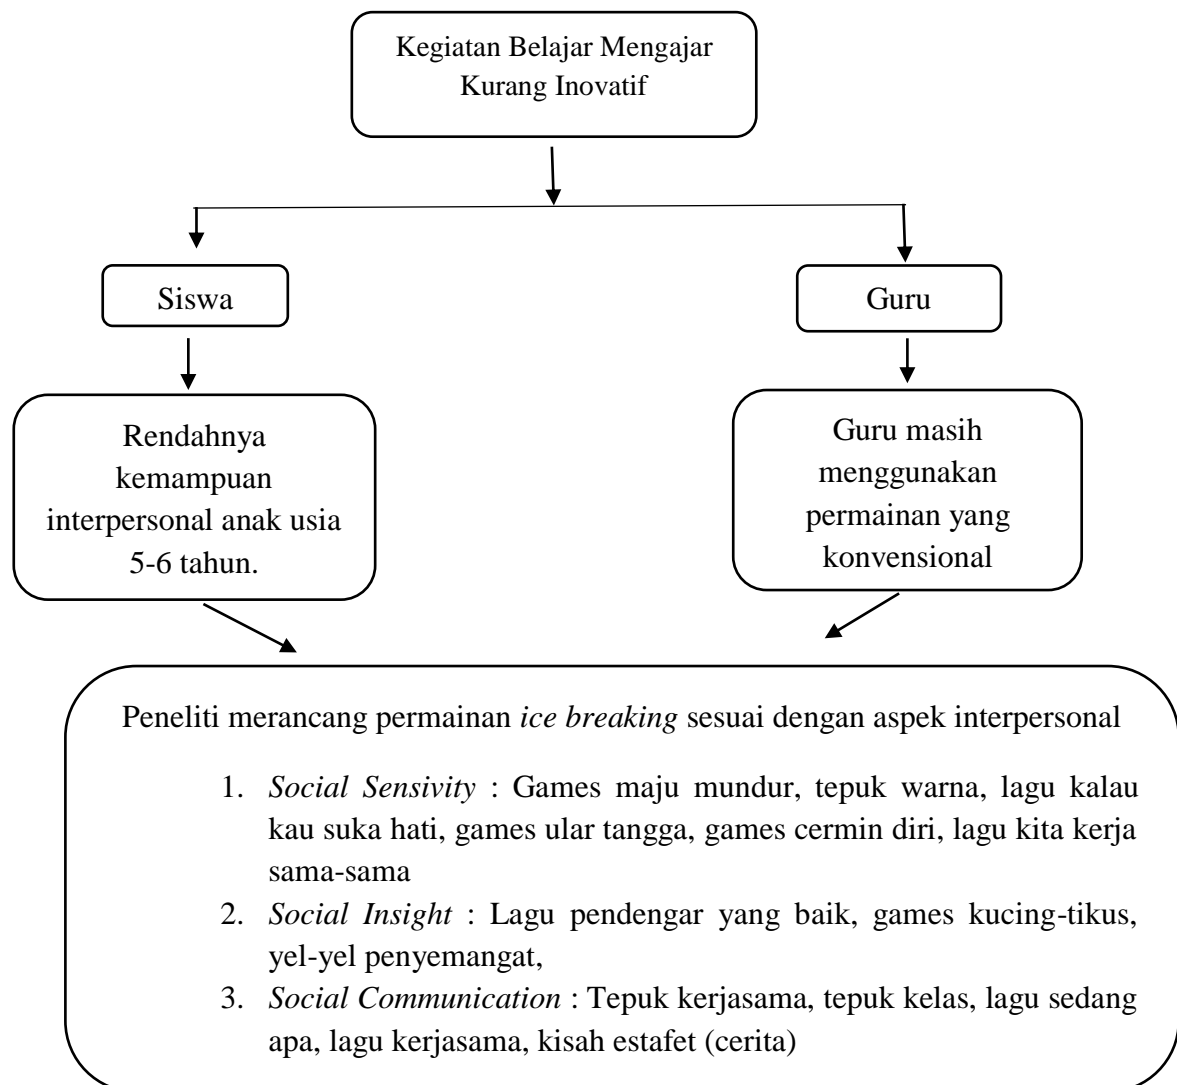 Kegiatan Belajar Mengajar
Kurang Inovatif
Siswa
Guru
Rendahnya
kemampuan
interpersonal anak usia
5-6 tahun.
Guru masih
menggunakan
permainan yang
konvensional
Peneliti merancang permainan ice breaking sesuai dengan aspek interpersonal
1. Social Sensivity : Games maju mundur, tepuk warna, lagu kalau
kau suka hati, games ular tangga, games cermin diri, lagu kita kerja
sama-sama
2. Social Insight : Lagu pendengar yang baik, games kucing-tikus,
yel-yel penyemangat,
3. Social Communication : Tepuk kerjasama, tepuk kelas, lagu sedang
apa, lagu kerjasama, kisah estafet (cerita)